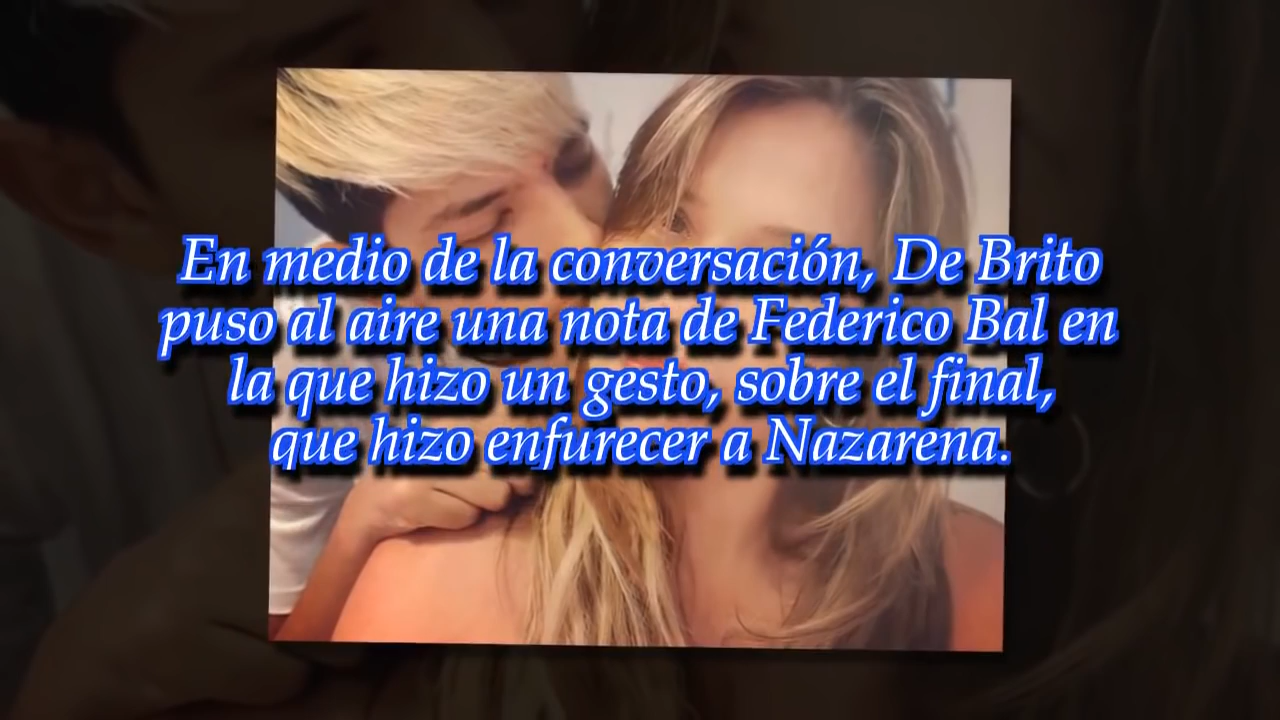 En medio de la conversación, De Brito
puso al aire una nota de Federico Bal en
la que hizo un gesto, sobre el final,
que hizo enfurecer a Nazarena.